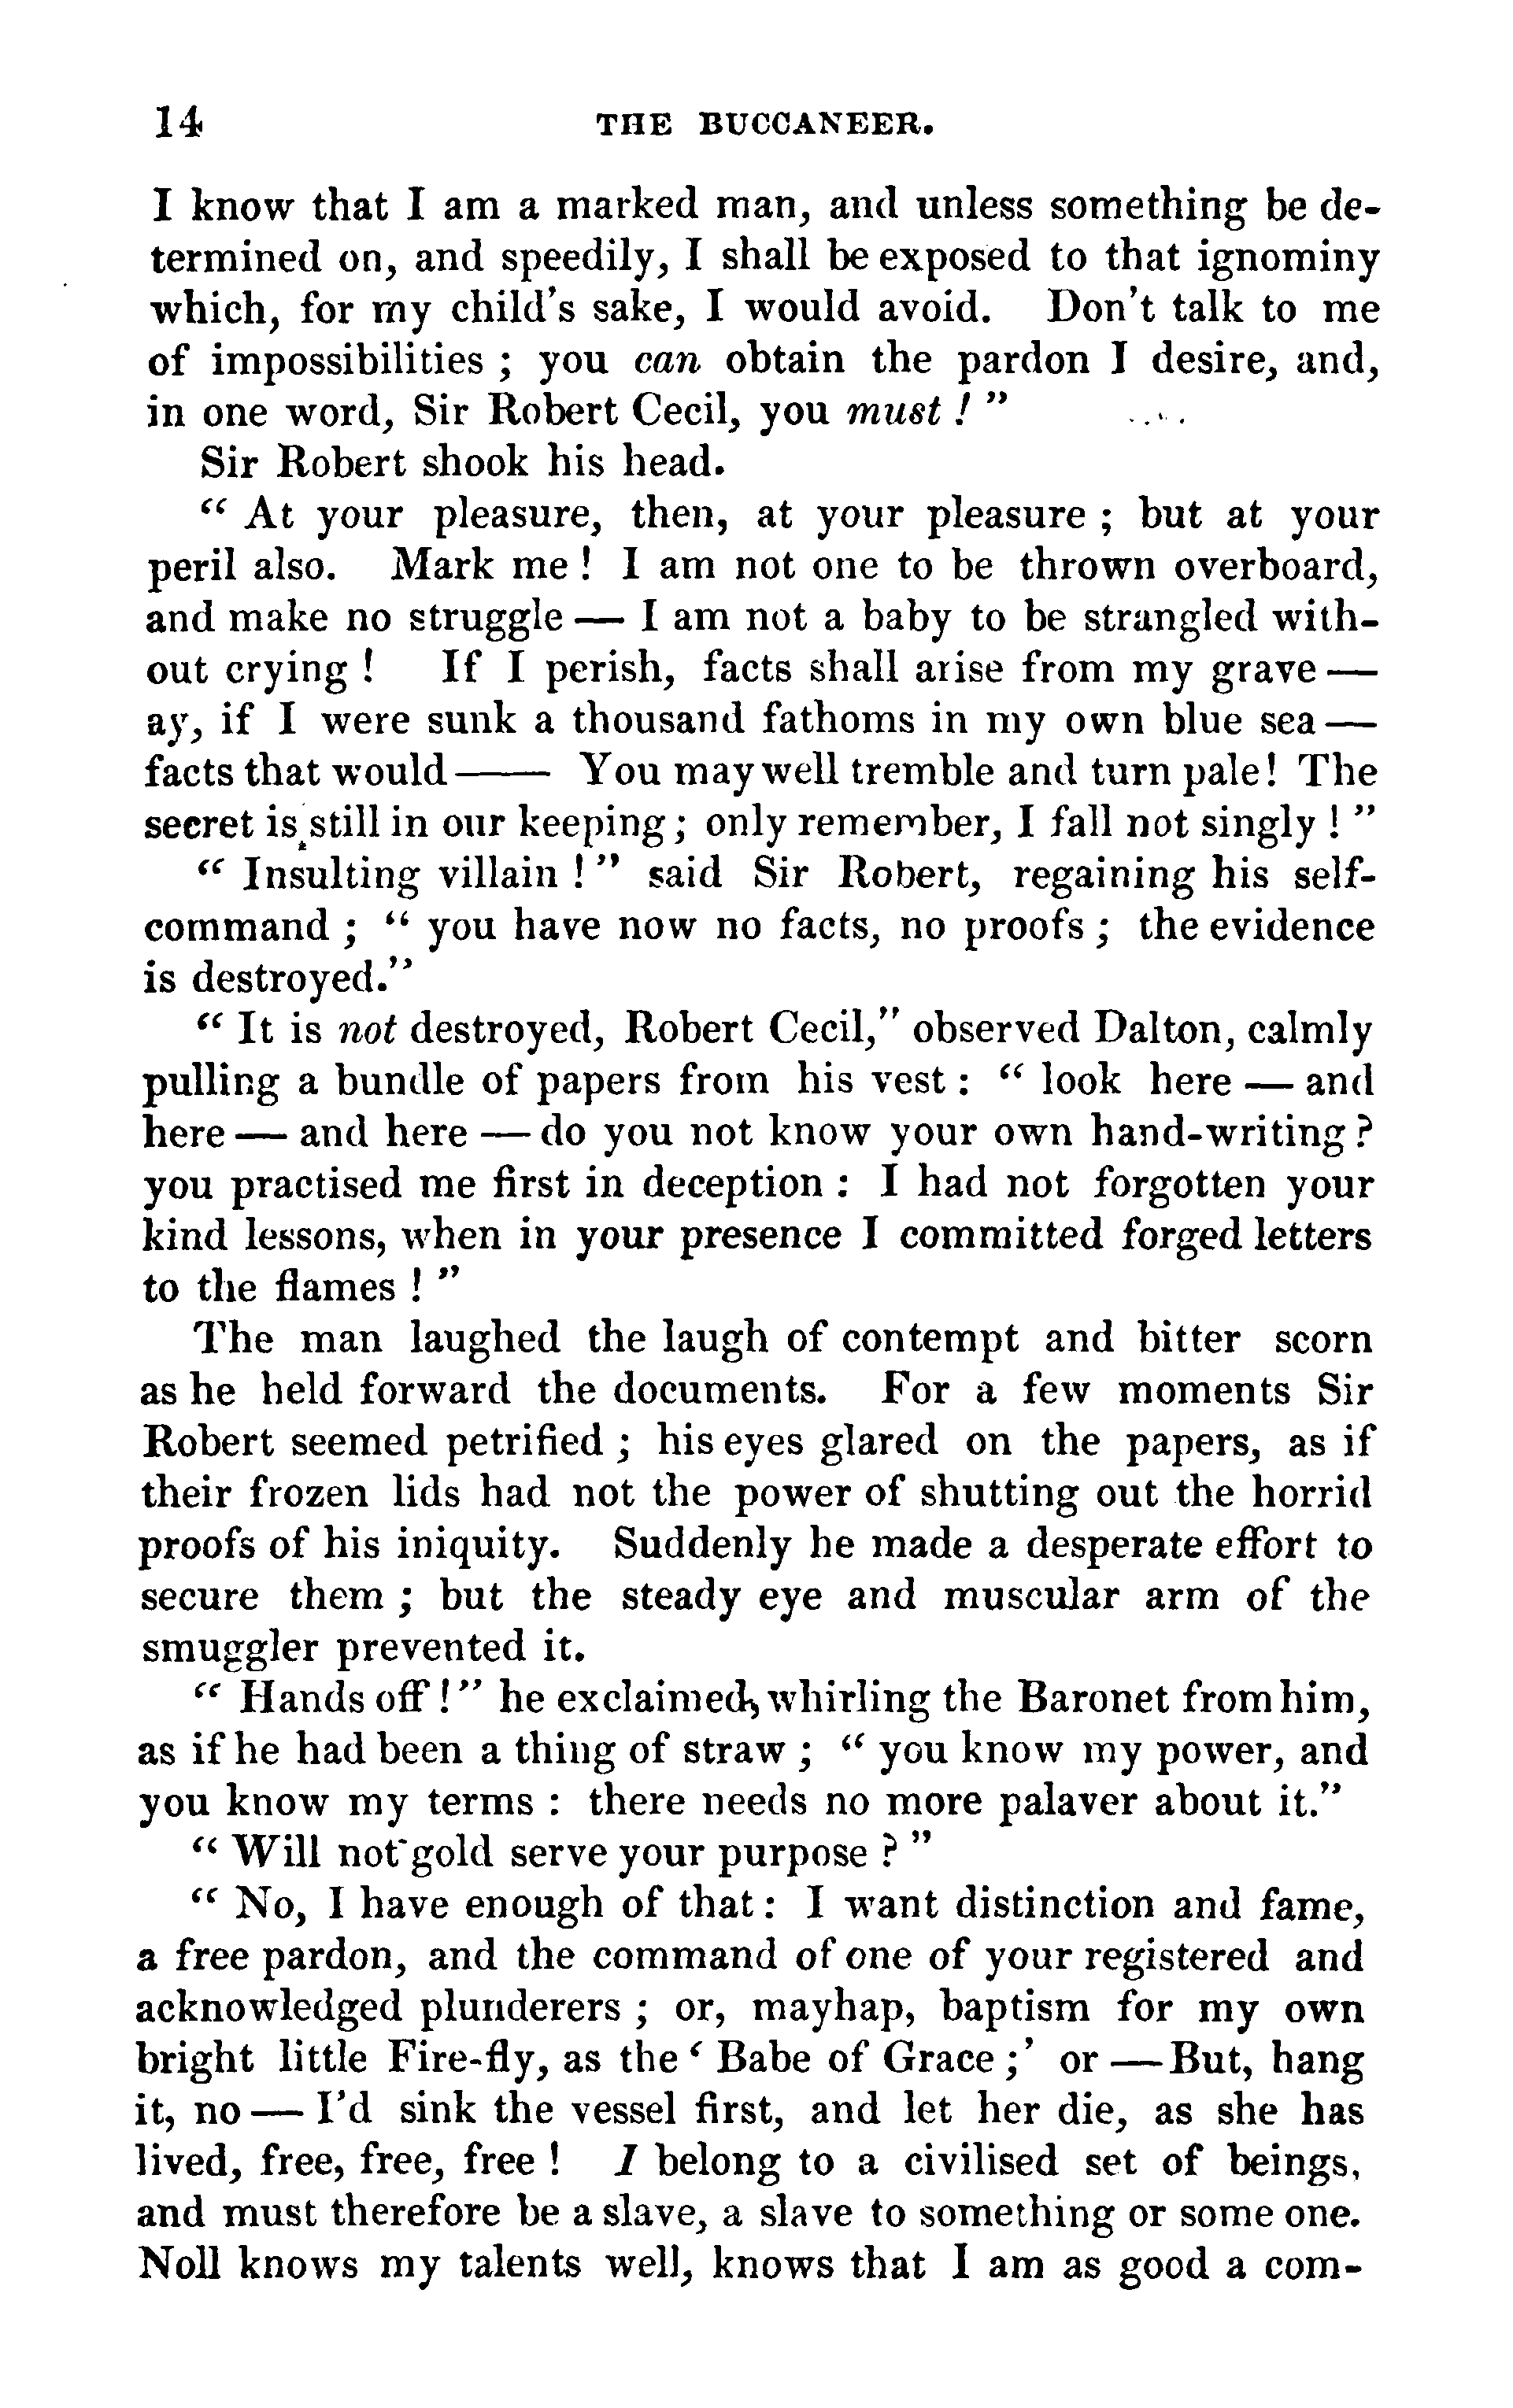 14 THE BUCCANEER.
I know that I am a marked man, and unless something be de-
termined on, and speedily, I shall be exposed to that ignominy
which, for my child's sake, I would avoid. Don't talk to me
of impossibilities ; you can obtain the pardon I desire, and,
in one word, Sir Robert Cecil, you must ! "
Sir Robert shook his head.
" At your pleasure, then, at your pleasure ; but at your
peril also. Mark me ! I am not one to be thrown overboard,
and make no struggle — I am not a baby to be strangled with-
out crying ! If I perish, facts shall arise from my grave —
ay, if I were sunk a thousand fathoms in my own blue sea —
facts that would —— You may well tremble and turn pale! The
secret is still in our keeping ; only remember, I fall not singly ! "
" Insulting villain ! " said Sir Robert, regaining his self-
command ; " you have now no facts, no proofs ; the evidence
is destroyed."
" It is not destroyed, Robert Cecil," observed Dalton, calmly
pulling a bundle of papers from his vest : " look here — and
here — and here — do you not know your own hand-writing ?
you practised me first in deception : I had not forgotten your
kind lessons, when in your presence I committed forged letters
to the flames ! "
The man laughed the laugh of contempt and bitter scorn
as he held forward the documents. For a few moments Sir
Robert seemed petrified ; his eyes glared on the papers, as if
their frozen lids had not the power of shutting out the horrid
proofs of his iniquity. Suddenly he made a desperate effort to
secure them ; but the steady eye and muscular arm of the
smuggler prevented it.
" Hands off ! " he exclaimed, whirling the Baronet from him,
as if he had been a thing of straw ; " you know my power, and
you know my terms : there needs no more palaver about it."
" Will not gold serve your purpose ? "
" No, I have enough of that : I want distinction and fame,
a free pardon, and the command of one of your registered and
acknowledged plunderers ; or, mayhap, baptism for my own
bright little Fire-fly, as the ' Babe of Grace ;' or — But, hang
it, no — I'd sink the vessel first, and let her die, as she has
lived, free, free, free ! I belong to a civilised set of beings,
and must therefore be a slave, a slave to something or some one.
Noll knows my talents well, knows that I am as good a com-